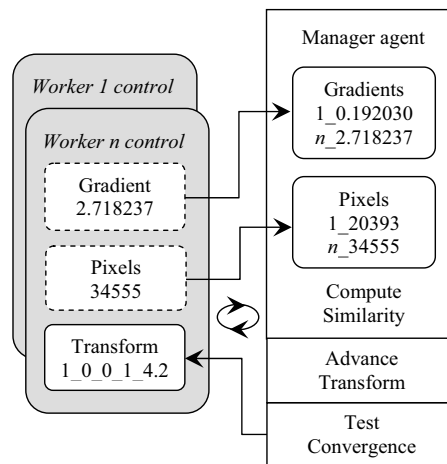 Manager agent
Worker 1 control
Worker n control
Gradient
2.718237
Pixels
34555
Transform
1_0_0_1_4.2
Gradients
1_0.192030
n_2.718237
Pixels
1_20393
n_34555
Compute
Similarity
Advance
Transform
Test
Convergence